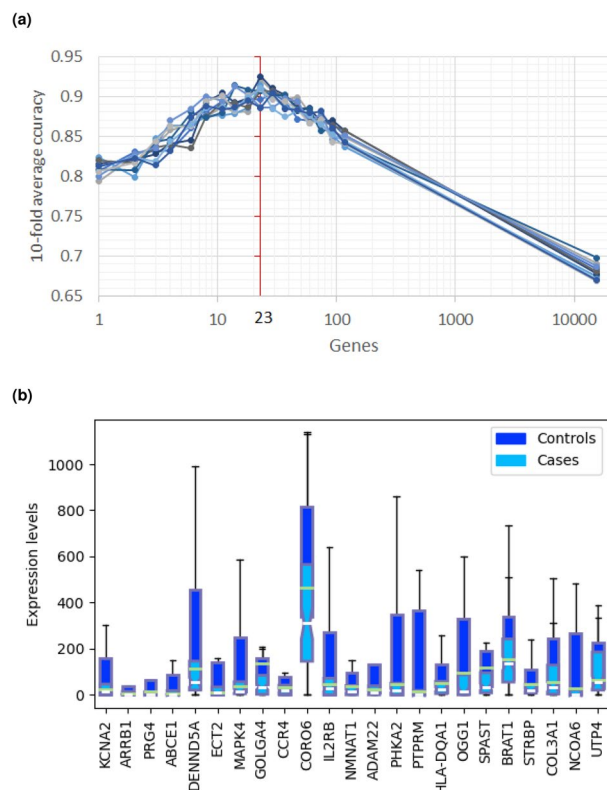 (a)
10-fold average ccuracy
0.95
0.9
0.85
0.8
0.75
0.7
0.65
1
10
23
100
1000
10000
Genes
(b)
Expression levels
1000
800
600
400
200
0
Controls
Cases
KCNA2
ARRB1
PRG4
ABCE1
DENND5A
ECT2
MAPK4
GOLGA4
CCR4
CORO6
IL2RB
NMNAT1
ADAM22
PHKA2
PTPRM
HLA-DQA1
OGG1
SPAST
BRAT1
STRBP
COL3A1
NCOA6
UTP4